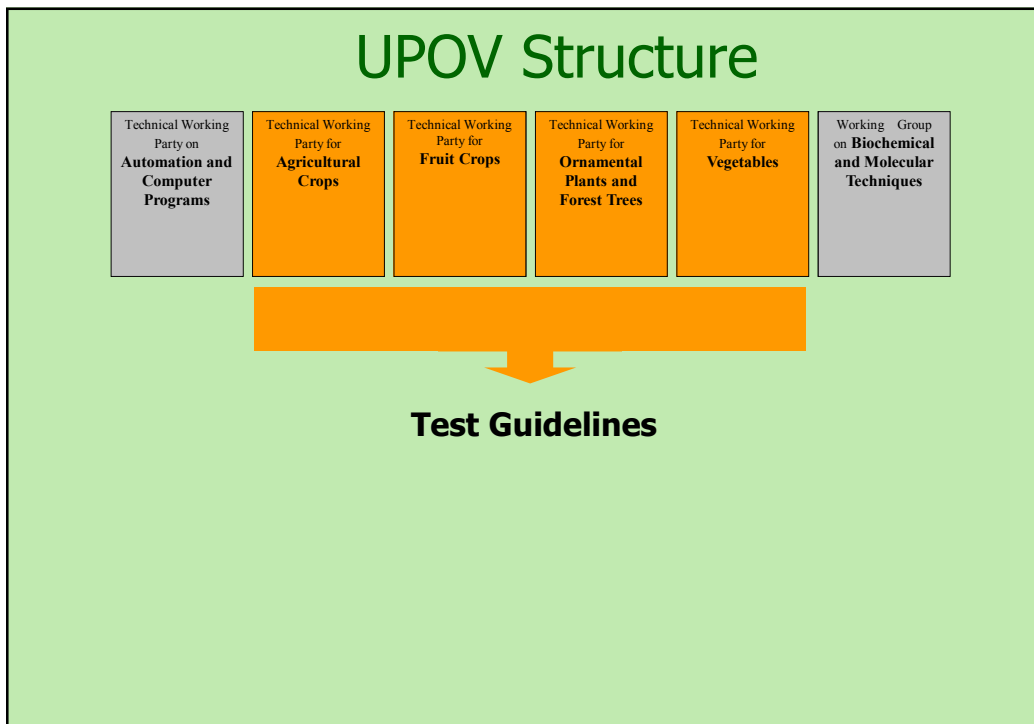 UPOV Structure
Technical Working
Party on
Automation and
Computer
Programs
Technical Working
Party for
Agricultural
Crops
Technical Working
Party for
Fruit Crops
Technical Working
Party for
Ornamental
Plants and
Forest Trees
Technical Working
Party for
Vegetables
Working Group
on Biochemical
and Molecular
Techniques
Test Guidelines